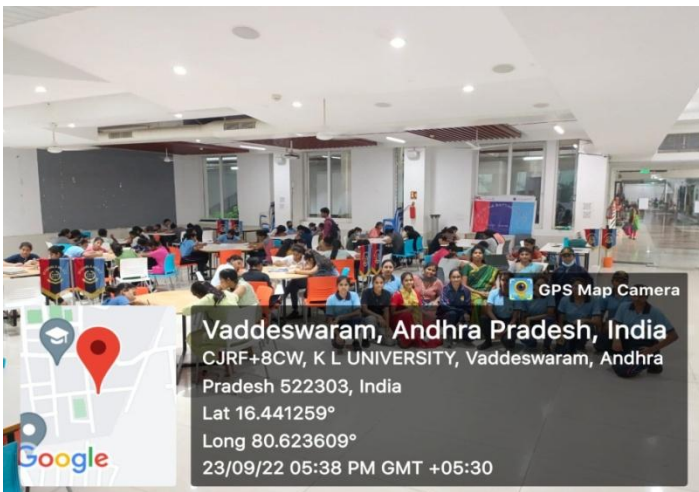 GPS Map Camera
Vaddeswaram, Andhra Pradesh, India
CJRF+8CW, K L UNIVERSITY, Vaddeswaram, Andhra
Pradesh 522303, India
Lat 16.441259°
Long 80.623609°
23/09/22 05:38 PM GMT +05:30
Google